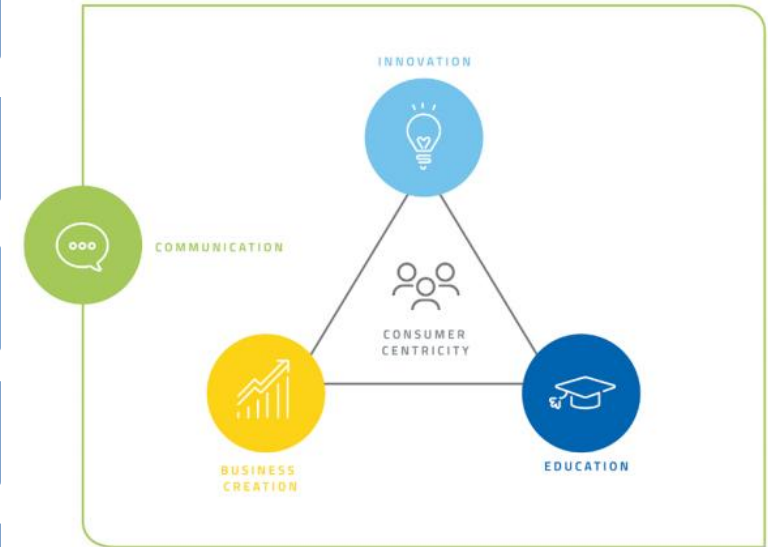 INNOVATION
COMMUNICATION
CONSUMER
CENTRICITY
BUSINESS
CREATION
EDUCATION